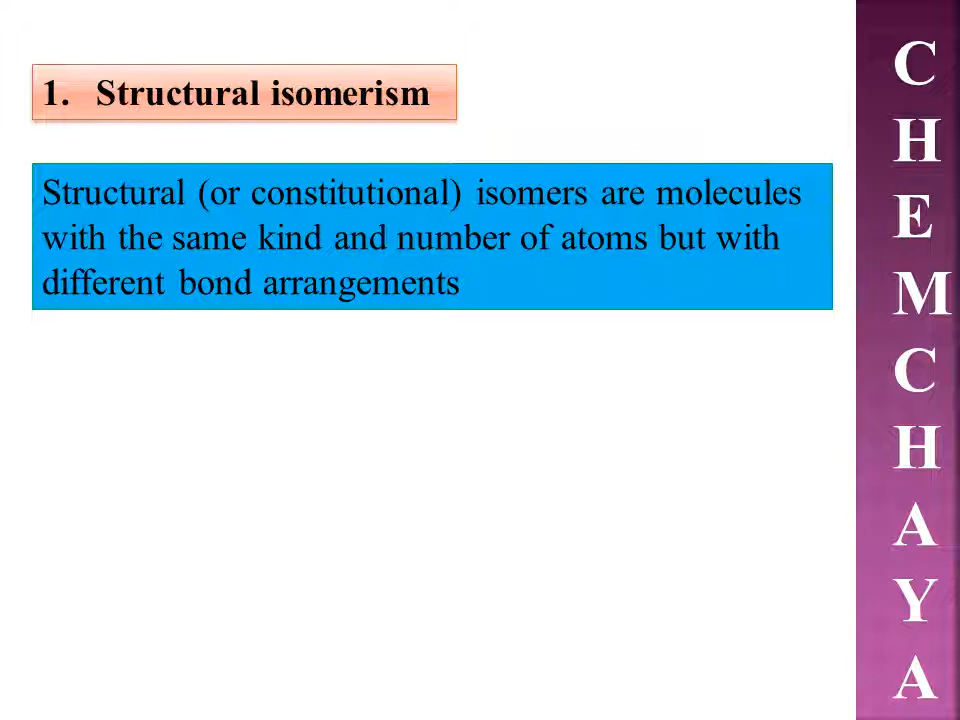 1. Structural isomerism
Structural (or constitutional) isomers are molecules
with the same kind and number of atoms but with
different bond arrangements
C
H
E
M
C
H
A
Y
A